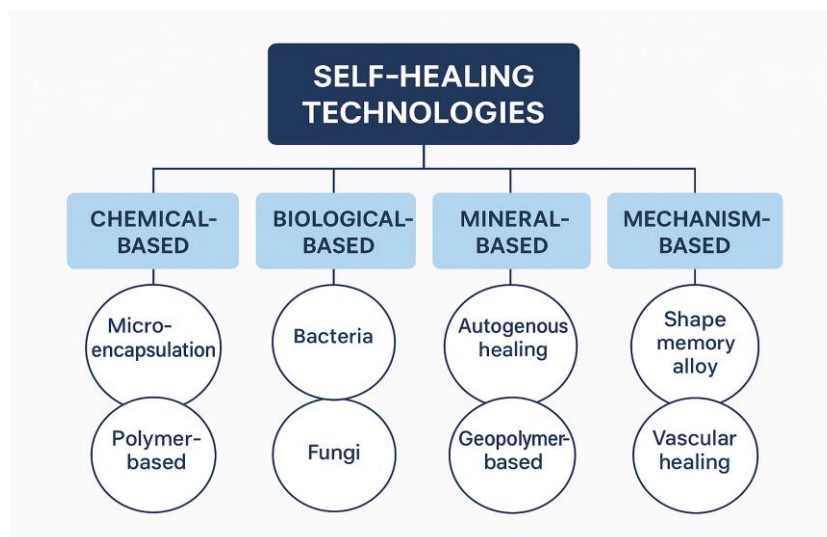 SELF-HEALING
TECHNOLOGIES
CHEMICAL-
BASED
BIOLOGICAL-
BASED
MINERAL-
BASED
MECHANISM-
BASED
Micro-
encapsulation
Bacteria
Autogenous
healing
Shape
memory
alloy
Polymer-
based
Fungi
Geopolymer-
based
Vascular
healing